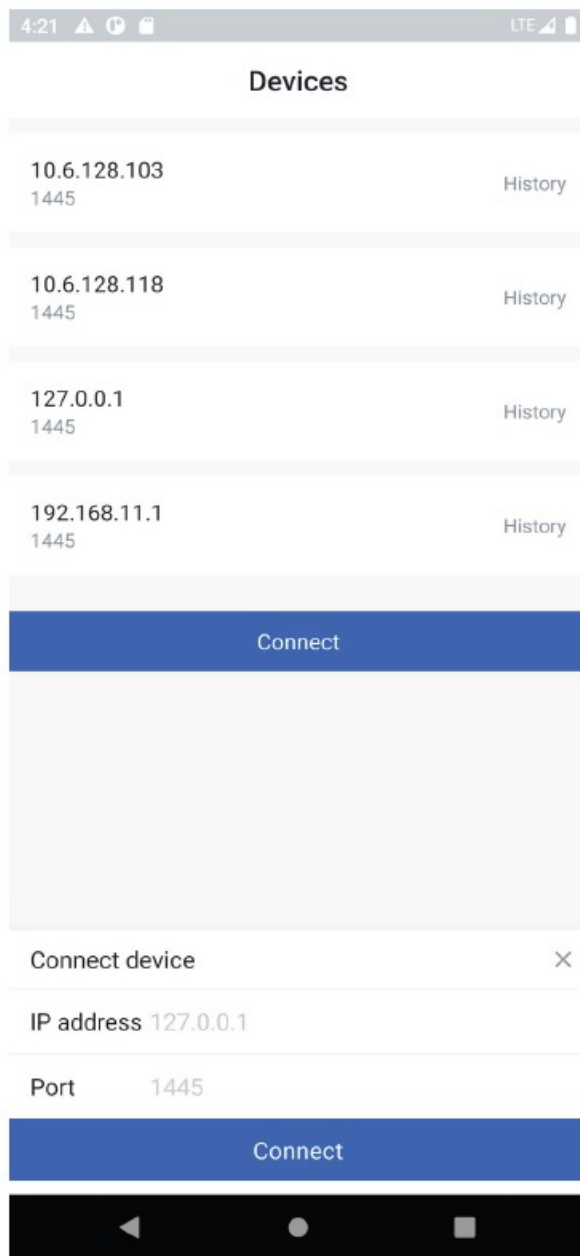 4:21 LTE
Devices
10.6.128.103
1445
History
10.6.128.118
1445
History
127.0.0.1
1445
History
192.168.11.1
1445
History
Connect
Connect device
IP address 127.0.0.1
Port 1445
Connect